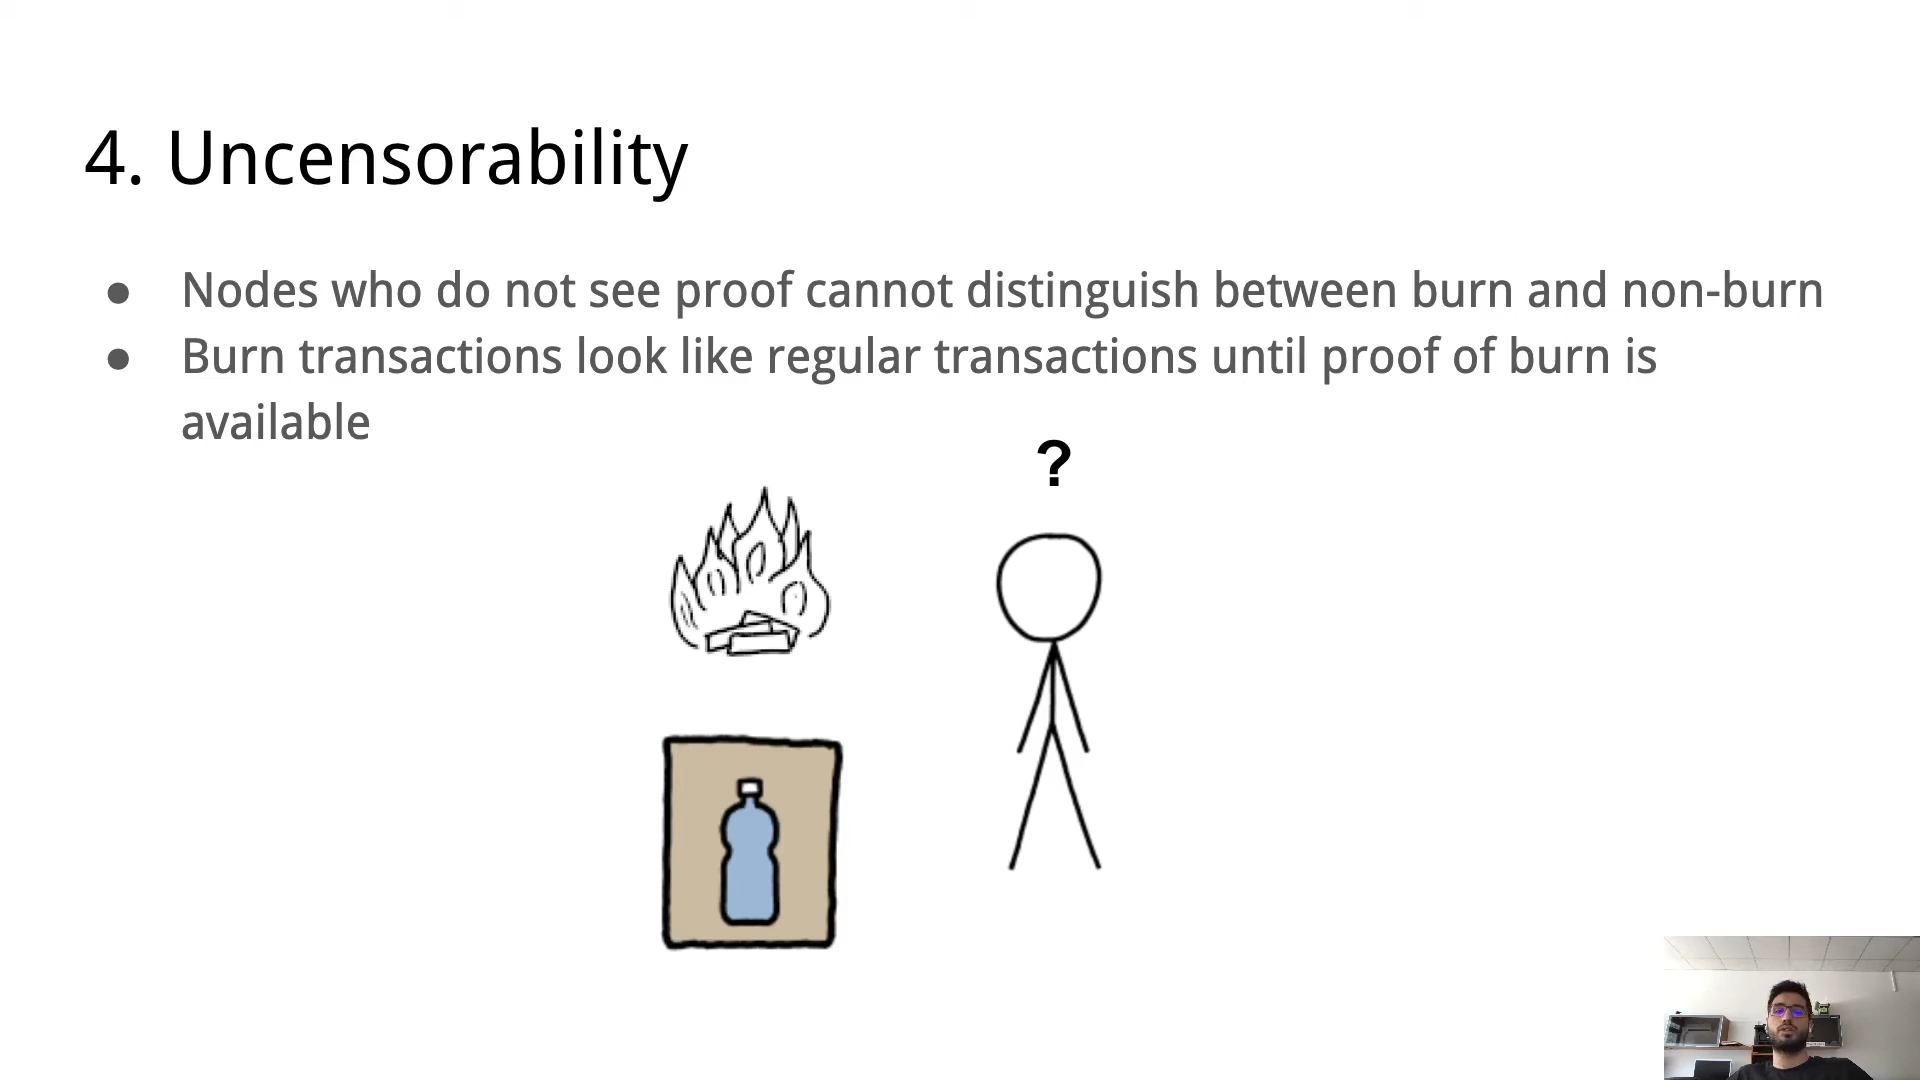 4. Uncensorability
● Nodes who do not see proof cannot distinguish between burn and non-burn
● Burn transactions look like regular transactions until proof of burn is
available
?